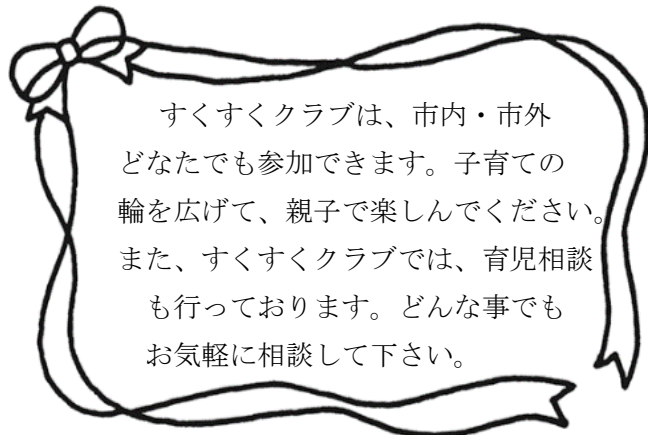 すくすくクラブは、市内・市外
どなたでも参加できます。子育ての
輪を広げて、親子で楽しんでください。
また、すくすくクラブでは、育児相談
も行っております。どんな事でも
お気軽に相談して下さい。